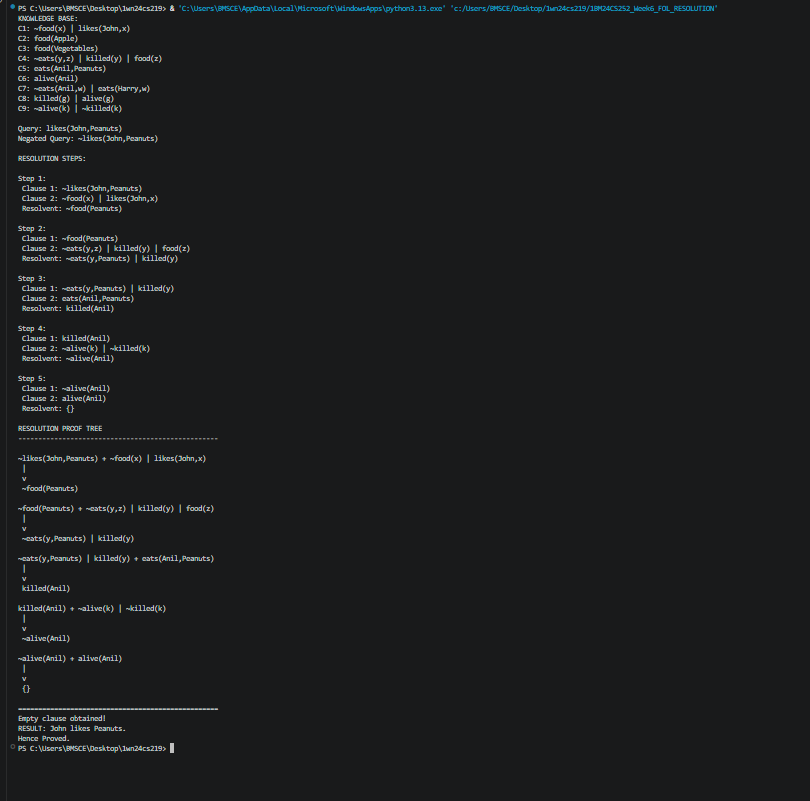 PS C:\Users\BMSCE\Desktop\1wn24cs219> & 'C:\Users\BMSCE\AppData\Local\Microsoft\WindowsApps\python3.13.exe' 'c:/Users/BMSCE/Desktop/1wn24cs219/1BM24CS252_Week6_FOL_RESOLUTION'
KNOWLEDGE BASE:
C1: ~food(x) | likes(John,x)
C2: food(Apple)
C3: food(Vegetables)
C4: ~eats(y,z) | killed(y) | food(z)
C5: eats(Anil,Peanuts)
C6: alive(Anil)
C7: ~eats(Anil,w) | eats(Harry,w)
C8: killed(g) | alive(g)
C9: ~alive(k) | ~killed(k)

Query: likes(John,Peanuts)
Negated Query: ~likes(John,Peanuts)

RESOLUTION STEPS:

Step 1:
Clause 1: ~likes(John,Peanuts)
Clause 2: ~food(x) | likes(John,x)
Resolvent: ~food(Peanuts)

Step 2:
Clause 1: ~food(Peanuts)
Clause 2: ~eats(y,z) | killed(y) | food(z)
Resolvent: ~eats(y,Peanuts) | killed(y)

Step 3:
Clause 1: ~eats(y,Peanuts) | killed(y)
Clause 2: eats(Anil,Peanuts)
Resolvent: killed(Anil)

Step 4:
Clause 1: killed(Anil)
Clause 2: ~alive(k) | ~killed(k)
Resolvent: ~alive(Anil)

Step 5:
Clause 1: ~alive(Anil)
Clause 2: alive(Anil)
Resolvent: {}

RESOLUTION PROOF TREE
--------------------------------------------------

~likes(John,Peanuts) + ~food(x) | likes(John,x)
|
v
~food(Peanuts)

~food(Peanuts) + ~eats(y,z) | killed(y) | food(z)
|
v
~eats(y,Peanuts) | killed(y)

~eats(y,Peanuts) | killed(y) + eats(Anil,Peanuts)
|
v
killed(Anil)

killed(Anil) + ~alive(k) | ~killed(k)
|
v
~alive(Anil)

~alive(Anil) + alive(Anil)
|
v
{}

==================================================
Empty clause obtained!
RESULT: John likes Peanuts.
Hence Proved.
PS C:\Users\BMSCE\Desktop\1wn24cs219>